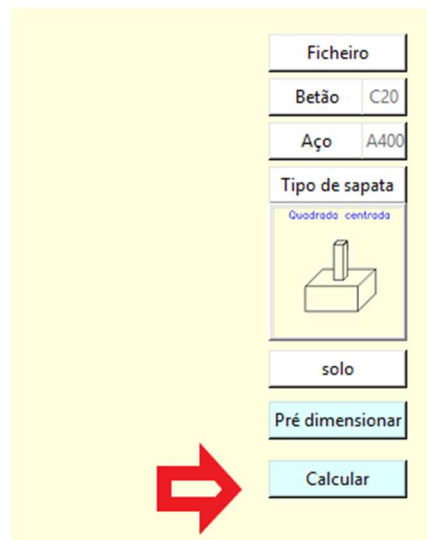 Ficheiro
Betão C20
Aço A400
Tipo de sapata
Quadrada centrada
solo
Pré dimensionar
Calcular